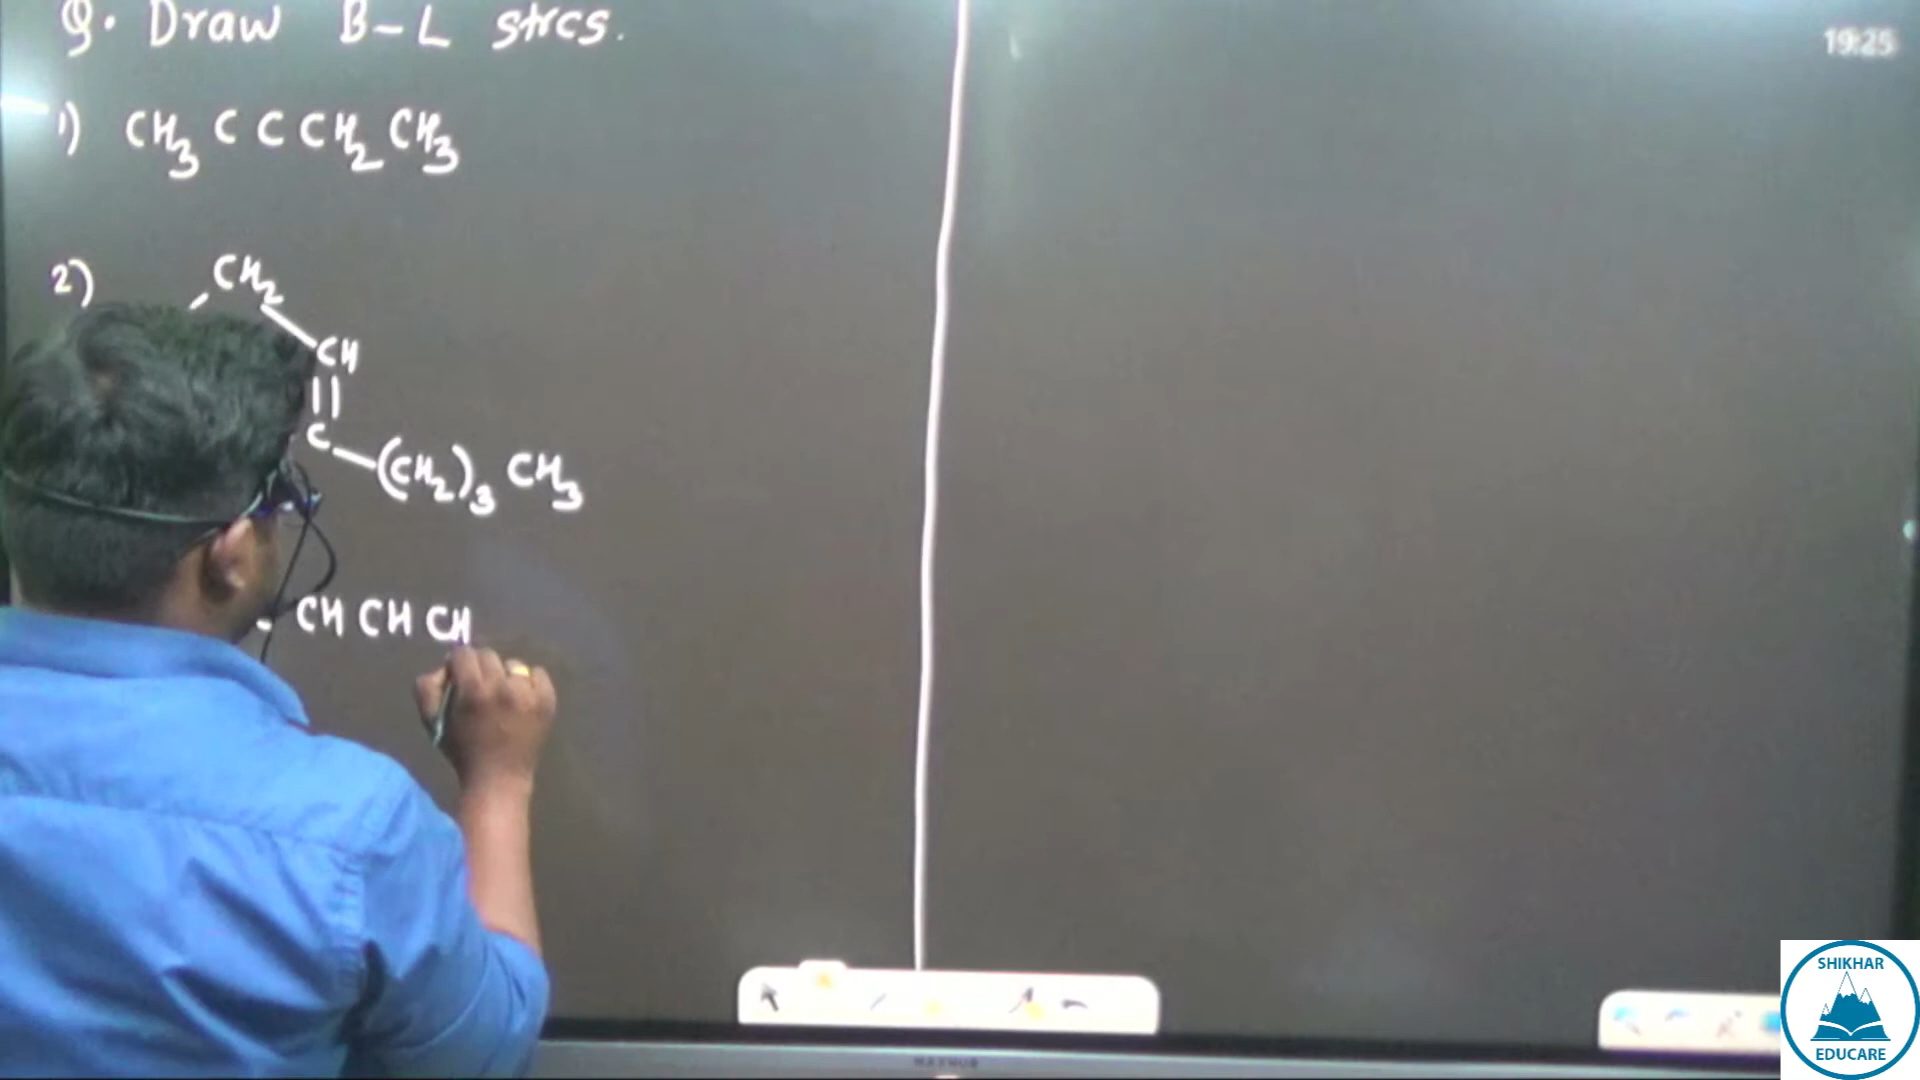 Q. Draw B-L strcs.
19:25
1) CH₃ C C CH₂ CH₃
2)
CH₂
CH
C (CH₂)₃ CH₃
CH CH CH
SHIKHAR
EDUCARE